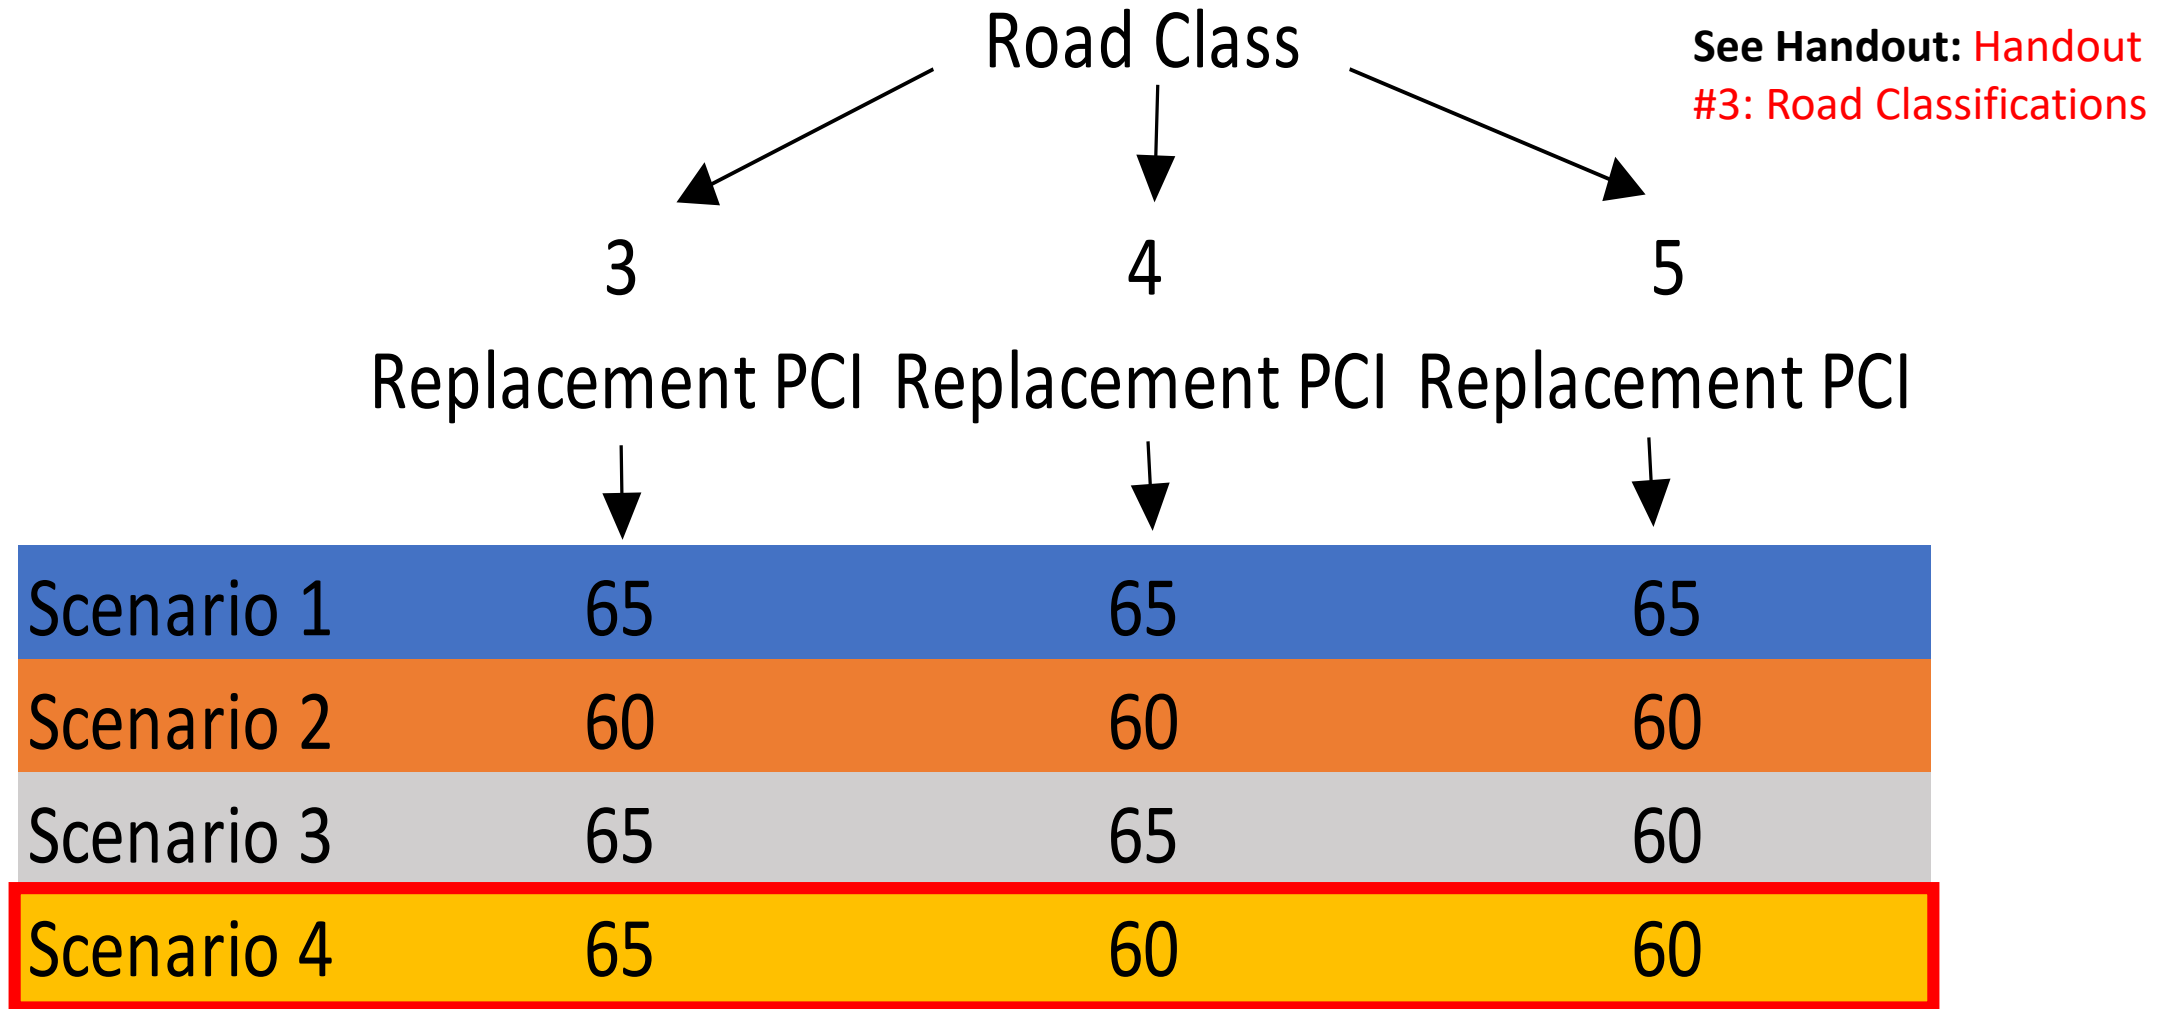 Road Class
See Handout: Handout
#3: Road Classifications
3 4 5
Replacement PCI Replacement PCI Replacement PCI
Scenario 1 65 65 65
Scenario 2 60 60 60
Scenario 3 65 65 60
Scenario 4 65 60 60